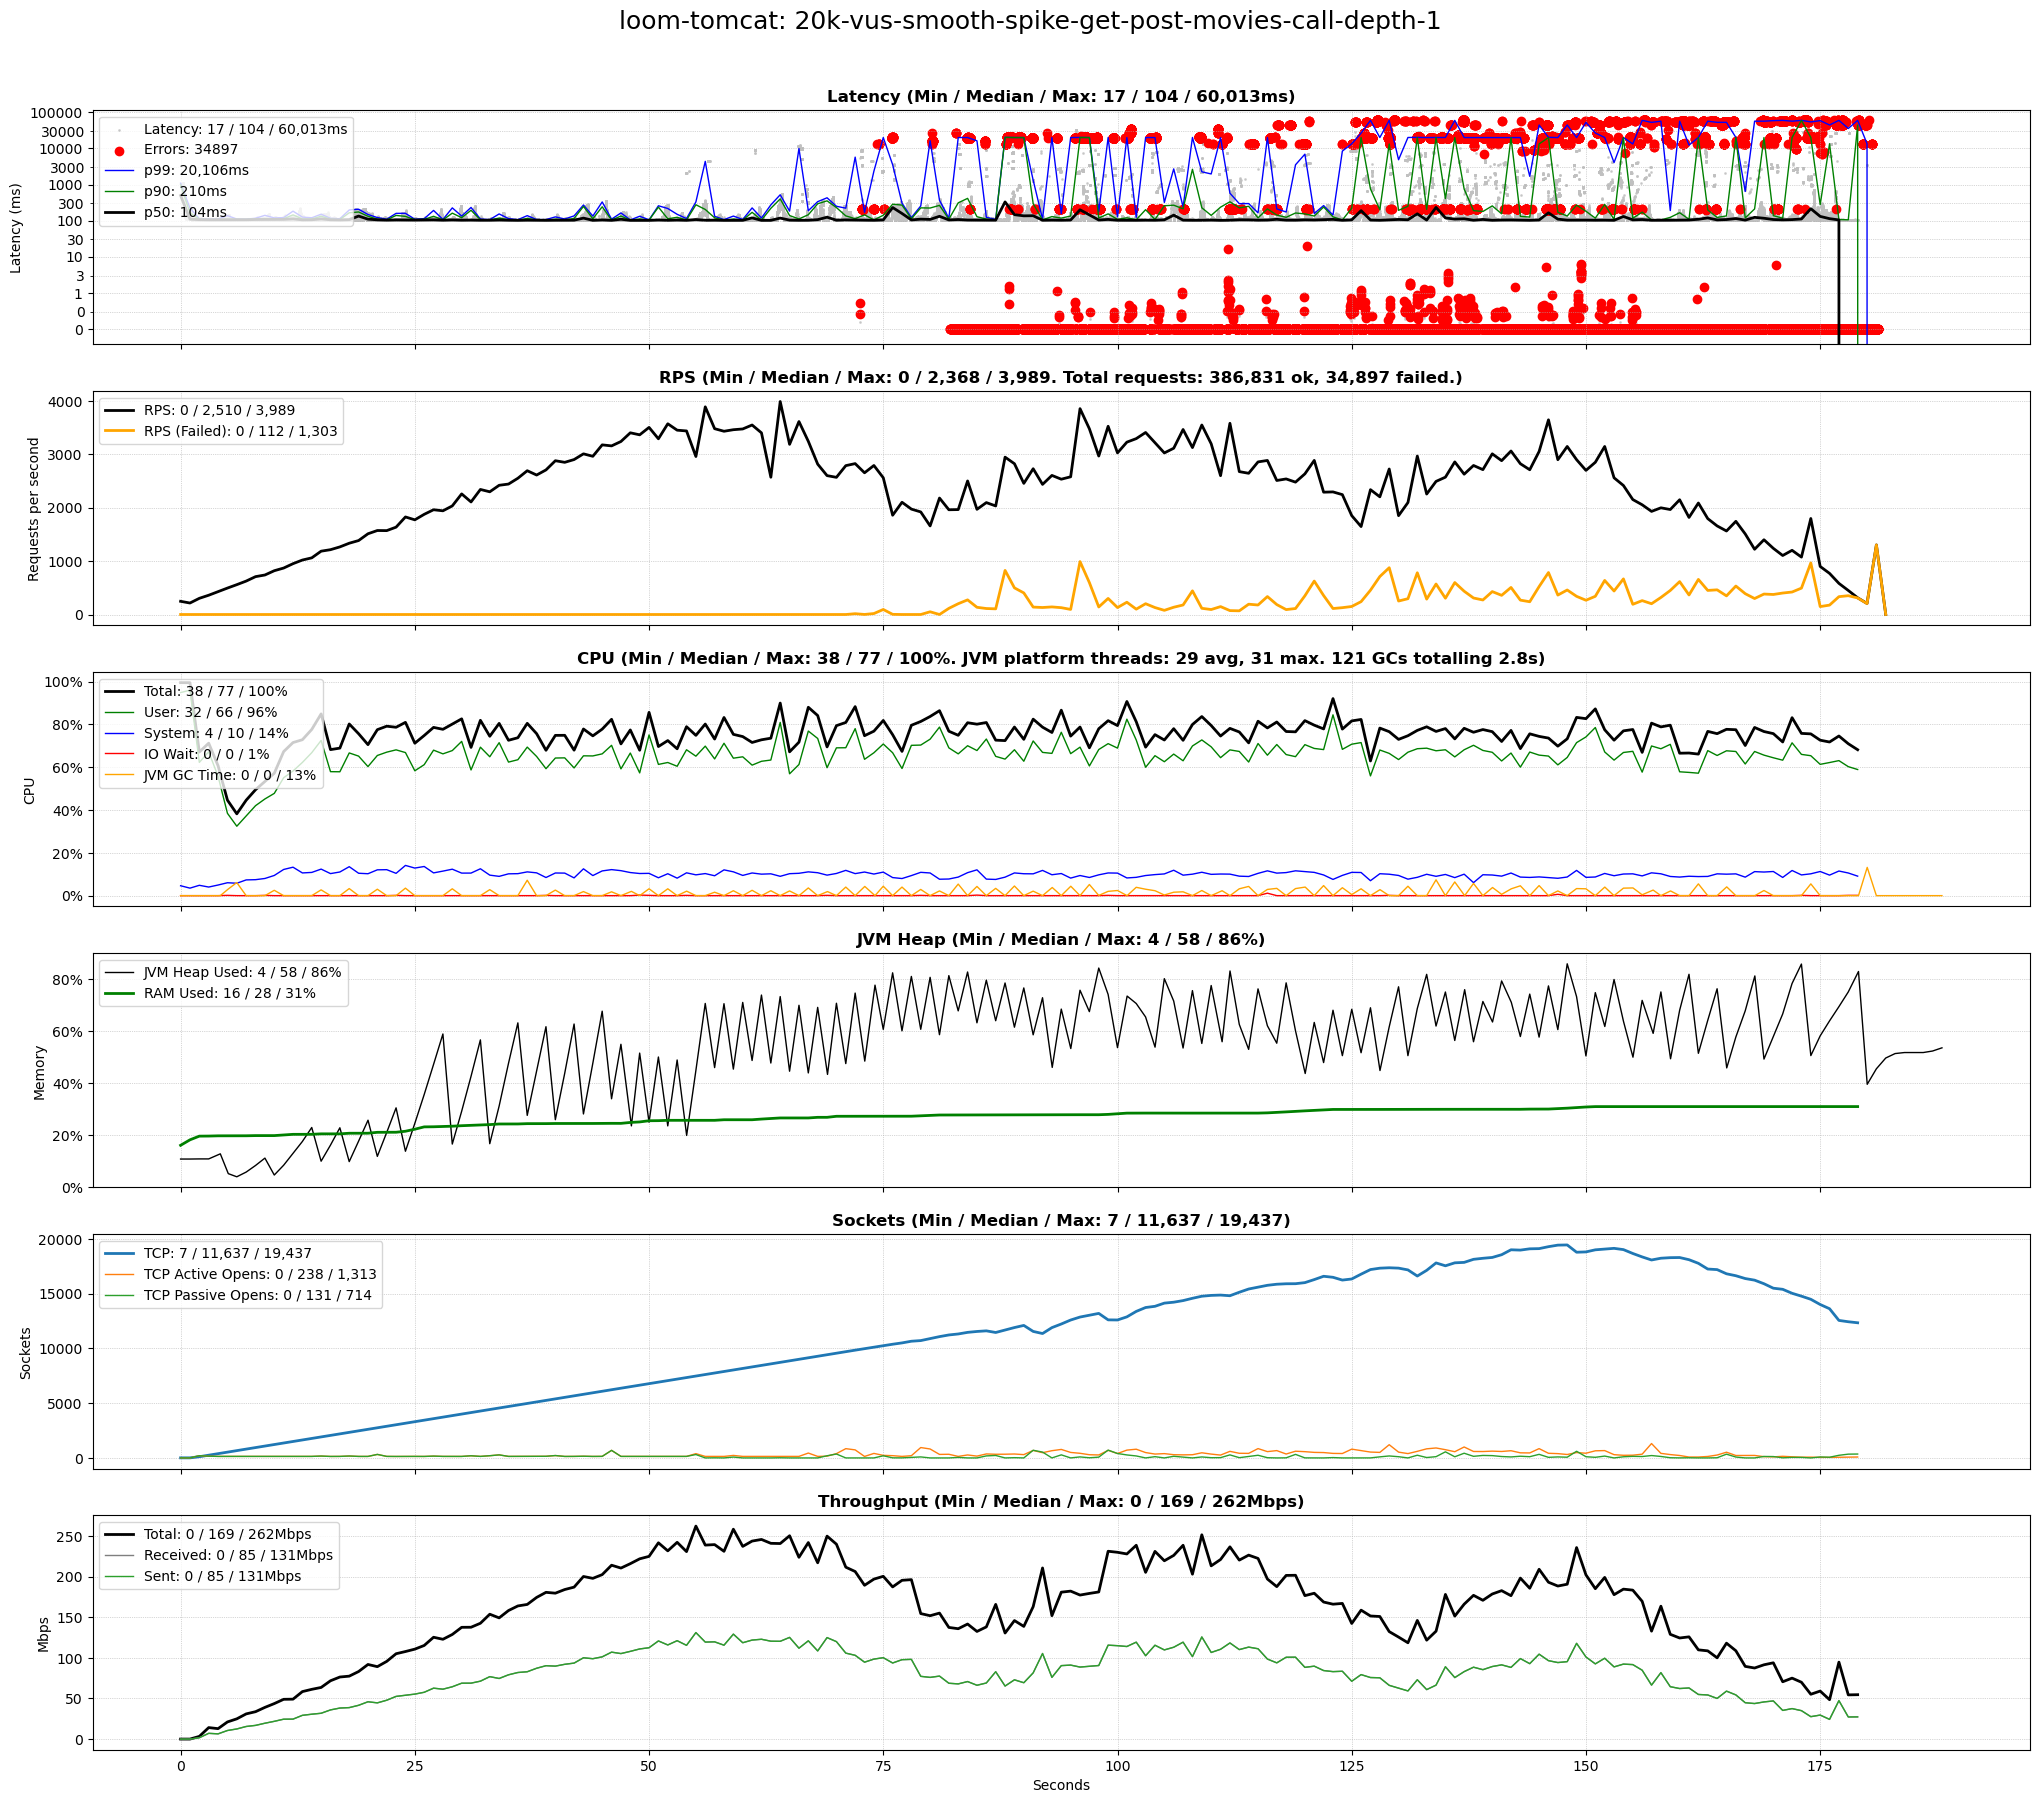 loom-tomcat: 20k-vus-smooth-spike-get-post-movies-call-depth-1
Latency (Min / Median / Max: 17 / 104 / 60,013ms)
Latency (ms)
100000
30000
10000
3000
1000
300
100
30
10
3
1
0
0
Latency: 17 / 104 / 60,013ms
Errors: 34897
p99: 20,106ms
p90: 210ms
p50: 104ms
RPS (Min / Median / Max: 0 / 2,368 / 3,989. Total requests: 386,831 ok, 34,897 failed.)
Requests per second
4000
3000
2000
1000
0
RPS: 0 / 2,510 / 3,989
RPS (Failed): 0 / 112 / 1,303
CPU (Min / Median / Max: 38 / 77 / 100%. JVM platform threads: 29 avg, 31 max. 121 GCs totalling 2.8s)
CPU
100%
80%
60%
40%
20%
0%
Total: 38 / 77 / 100%
User: 32 / 66 / 96%
System: 4 / 10 / 14%
IO Wait: 0 / 0 / 1%
JVM GC Time: 0 / 0 / 13%
JVM Heap (Min / Median / Max: 4 / 58 / 86%)
Memory
80%
60%
40%
20%
0%
JVM Heap Used: 4 / 58 / 86%
RAM Used: 16 / 28 / 31%
Sockets (Min / Median / Max: 7 / 11,637 / 19,437)
Sockets
20000
15000
10000
5000
0
TCP: 7 / 11,637 / 19,437
TCP Active Opens: 0 / 238 / 1,313
TCP Passive Opens: 0 / 131 / 714
Throughput (Min / Median / Max: 0 / 169 / 262Mbps)
Mbps
250
200
150
100
50
0
Total: 0 / 169 / 262Mbps
Received: 0 / 85 / 131Mbps
Sent: 0 / 85 / 131Mbps
0 25 50 75 100 125 150 175
Seconds